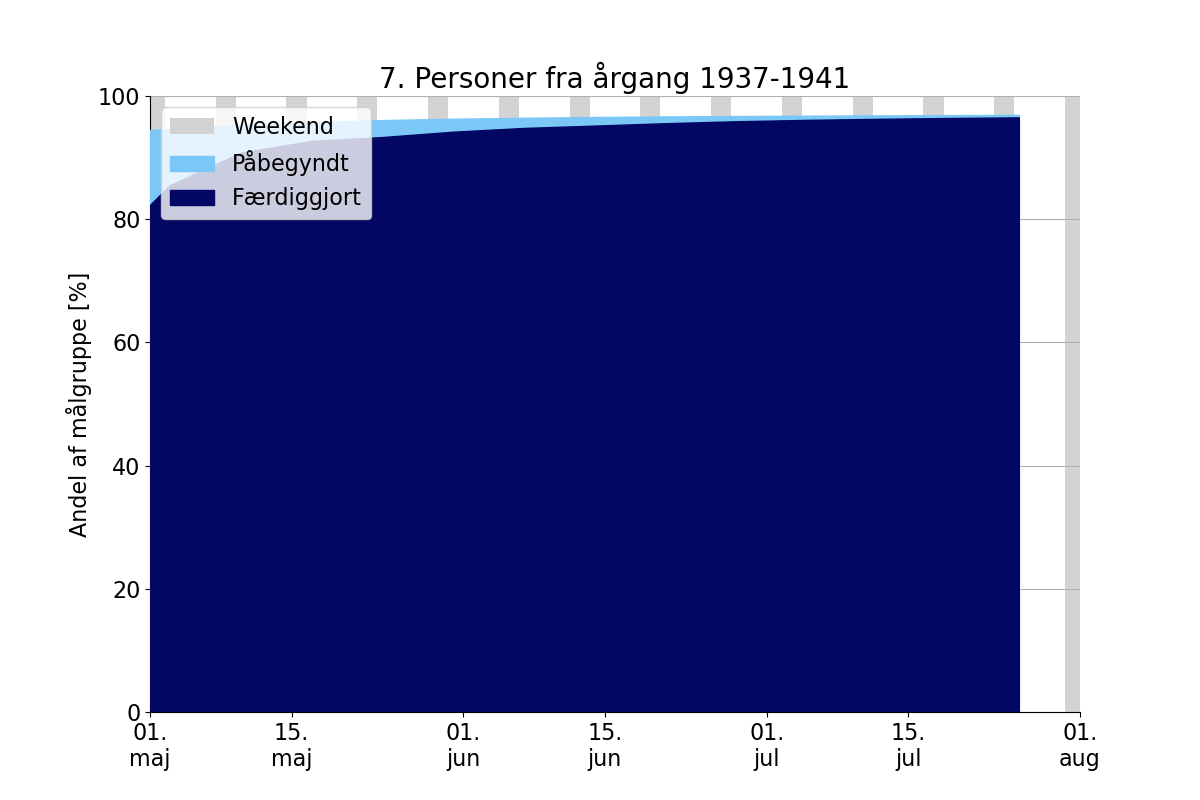 7. Personer fra årgang 1937-1941
Andel af målgruppe [%]
100
80
60
40
20
0
Weekend
Påbegyndt
Færdiggjort
01. 15. 01. 15. 01. 15. 01.
maj maj jun jun jul jul aug